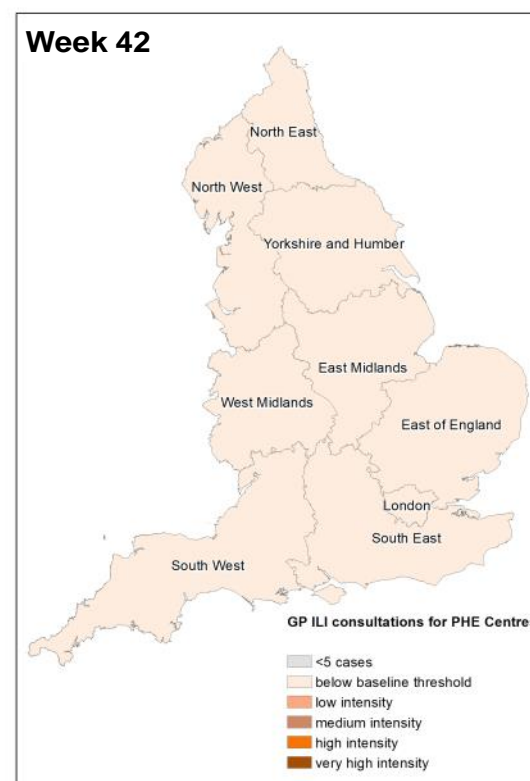 Week 42
North East
North West
Yorkshire and Humber
East Midlands
West Midlands
East of England
London
South East
South West
GP ILI consultations for PHE Centre
<5 cases
below baseline threshold
low intensity
medium intensity
high intensity
very high intensity